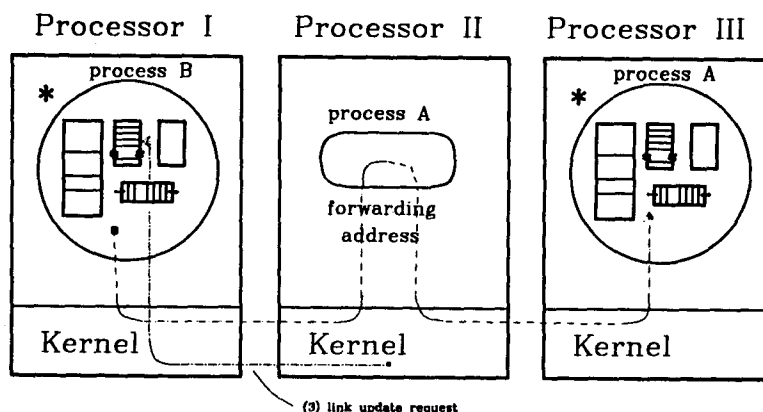 Processor I
Processor II
Processor III
process B
process A
process A
*
*
forwarding
address
Kernel
Kernel
Kernel
(3) link update request